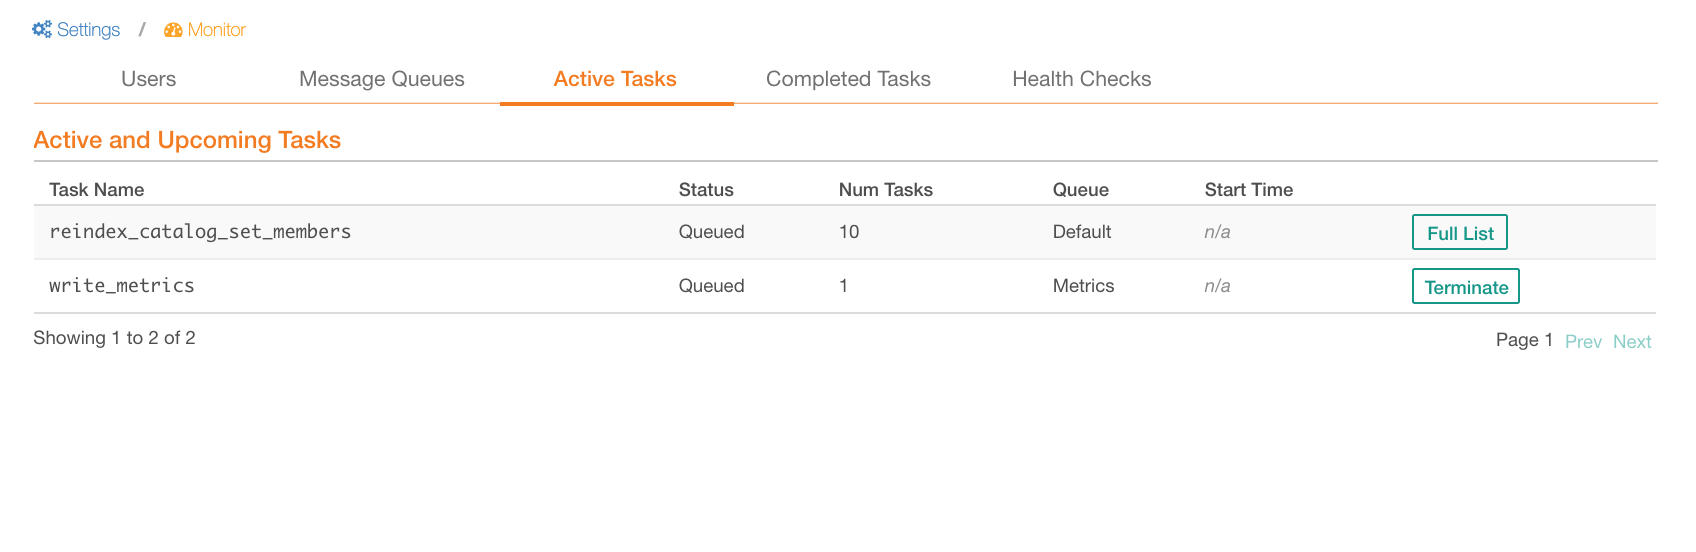 Settings / Monitor
Users Message Queues Active Tasks Completed Tasks Health Checks
Active and Upcoming Tasks
Task Name Status Num Tasks Queue Start Time
reindex_catalog_set_members Queued 10 Default n/a Full List
write_metrics Queued 1 Metrics n/a Terminate
Showing 1 to 2 of 2 Page 1 Prev Next